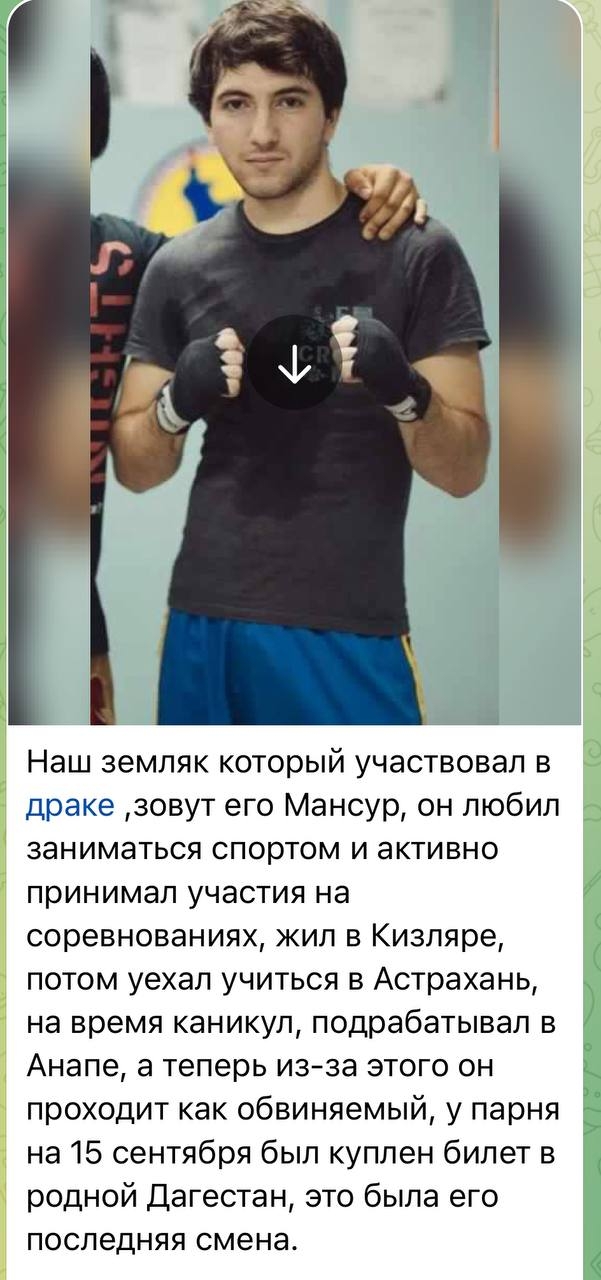 KNIGHTS
Наш земляк который участвовал в
драке ,зовут его Мансур, он любил
заниматься спортом и активно
принимал участия на
соревнованиях, жил в Кизляре,
потом уехал учиться в Астрахань,
на время каникул, подрабатывал в
Анапе, а теперь из-за этого он
проходит как обвиняемый, у парня
на 15 сентября был куплен билет в
родной Дагестан, это была его
последняя смена.